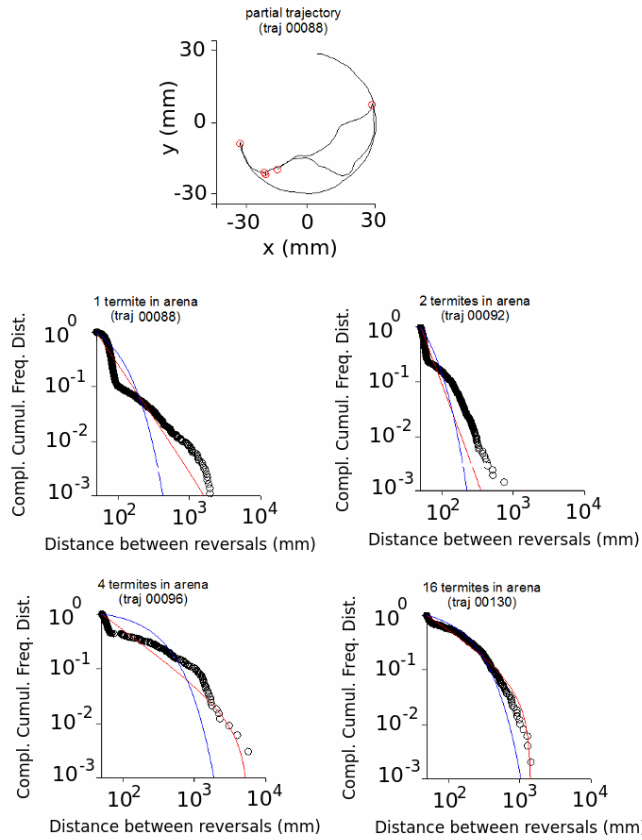 partial trajectory
(traj 00088)
30
0
-30
y (mm)
-30 0 30
x (mm)
1 termite in arena
(traj 00088)
Compl. Cumul. Freq. Dist.
10^0
10^-1
10^-2
10^-3
10^2 10^3 10^4
Distance between reversals (mm)
2 termites in arena
(traj 00092)
Compl. Cumul. Freq. Dist.
10^0
10^-1
10^-2
10^-3
10^2 10^3 10^4
Distance between reversals (mm)
4 termites in arena
(traj 00096)
Compl. Cumul. Freq. Dist.
10^0
10^-1
10^-2
10^-3
10^2 10^3 10^4
Distance between reversals (mm)
16 termites in arena
(traj 00130)
Compl. Cumul. Freq. Dist.
10^0
10^-1
10^-2
10^-3
10^2 10^3 10^4
Distance between reversals (mm)